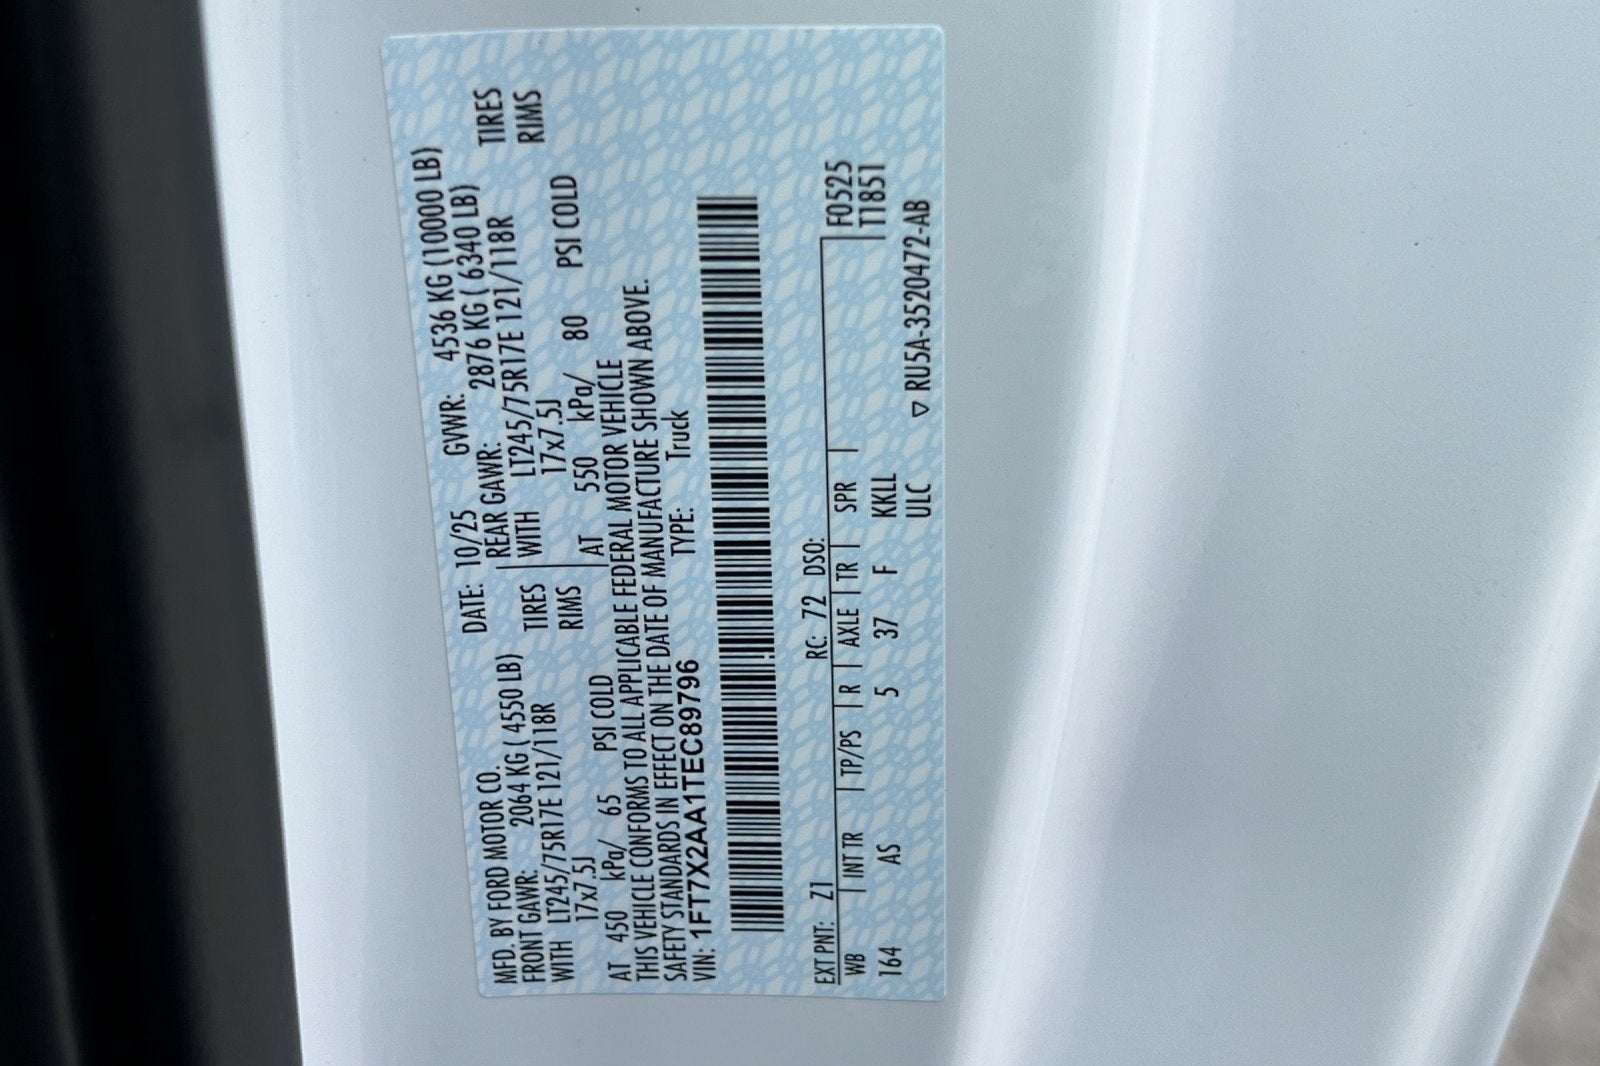 MFD. BY FORD MOTOR CO. DATE: 10/25 GVWR: 4536 KG (10000 LB)
FRONT GAWR: 2064 KG ( 4550 LB) REAR GAWR: 2876 KG ( 6340 LB)
WITH LT245/75R17E 121/118R TIRES WITH LT245/75R17E 121/118R TIRES
17x7.5J RIMS 17x7.5J RIMS
AT 450 kPa/ 65 PSI COLD AT 550 kPa/ 80 PSI COLD
THIS VEHICLE CONFORMS TO ALL APPLICABLE FEDERAL MOTOR VEHICLE
SAFETY STANDARDS IN EFFECT ON THE DATE OF MANUFACTURE SHOWN ABOVE.
VIN: 1FT7X2AA1TEC89796 TYPE: Truck
EXT PNT: Z1 RC: 72 DSO: F0525
WB INT TR TP/PS R AXLE TR SPR T1851
164 AS 5 37 F KKLL
ULC ▽ RU5A-3520472-AB